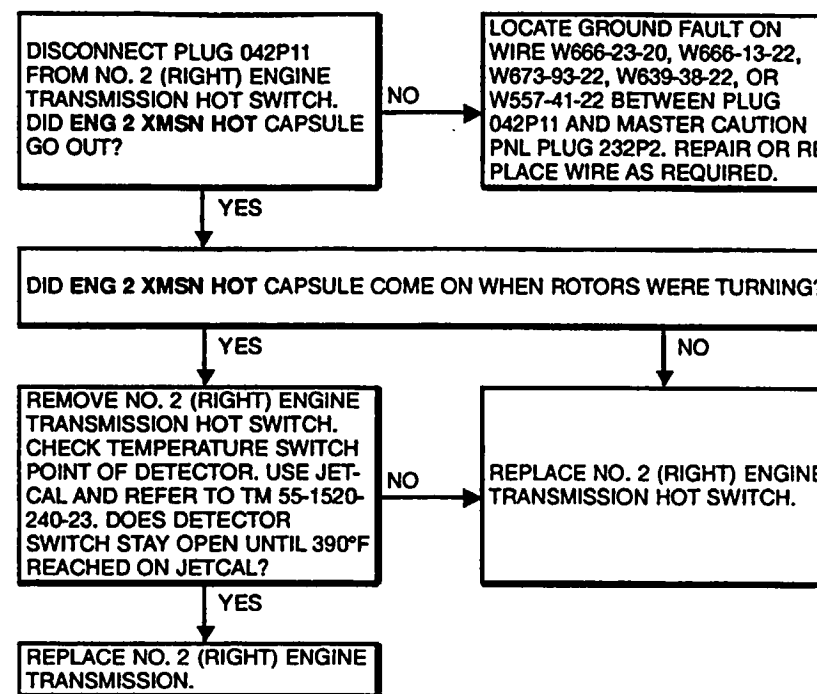 DISCONNECT PLUG 042P11
FROM NO. 2 (RIGHT) ENGINE
TRANSMISSION HOT SWITCH.
DID ENG 2 XMSN HOT CAPSULE
GO OUT?
NO
LOCATE GROUND FAULT ON
WIRE W666-23-20, W666-13-22,
W673-93-22, W639-38-22, OR
W557-41-22 BETWEEN PLUG
042P11 AND MASTER CAUTION
PNL PLUG 232P2. REPAIR OR RE
PLACE WIRE AS REQUIRED.
YES
DID ENG 2 XMSN HOT CAPSULE COME ON WHEN ROTORS WERE TURNING?
YES
NO
REMOVE NO. 2 (RIGHT) ENGINE
TRANSMISSION HOT SWITCH.
CHECK TEMPERATURE SWITCH
POINT OF DETECTOR. USE JET-
CAL AND REFER TO TM 55-1520-
240-23. DOES DETECTOR
SWITCH STAY OPEN UNTIL 390°F
REACHED ON JETCAL?
NO
REPLACE NO. 2 (RIGHT) ENGINE
TRANSMISSION HOT SWITCH.
YES
REPLACE NO. 2 (RIGHT) ENGINE
TRANSMISSION.